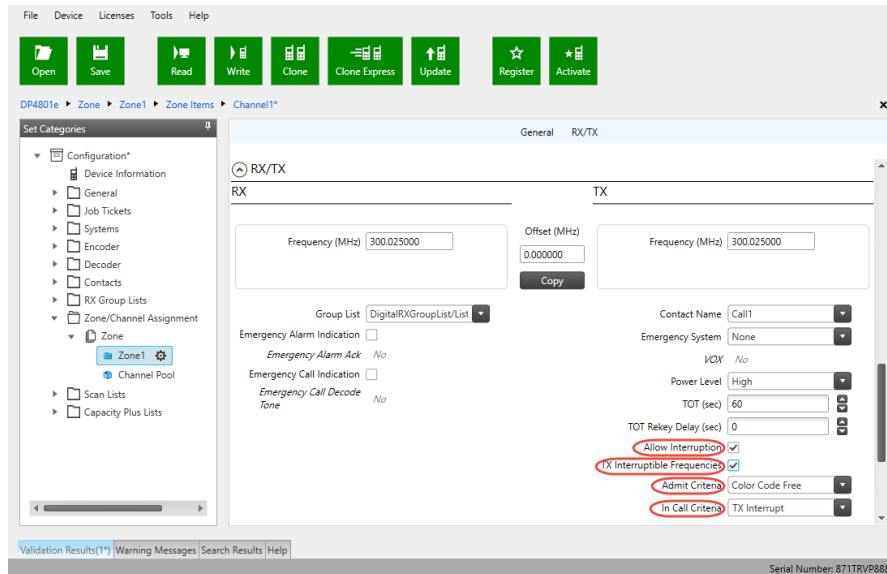 File Device Licenses Tools Help
Open Save Read Write Clone Clone Express Update Register Activate
DP4801e Zone Zone1 Zone Items Channel1*
Set Categories
Configuration*
Device Information
General
Job Tickets
Systems
Encoder
Decoder
Contacts
RX Group Lists
Zone/Channel Assignment
Zone
Zone1
Channel Pool
Scan Lists
Capacity Plus Lists
General RX/TX
RX/TX
RX TX
Offset (MHz)
Frequency (MHz) 300.025000 0.000000 Frequency (MHz) 300.025000
Copy
Group List DigitalRXGroupList/List
Emergency Alarm Indication
Emergency Alarm Ack No
Emergency Call Indication
Emergency Call Decode
Tone No
Contact Name Call1
Emergency System None
VOX No
Power Level High
TOT (sec) 60
TOT Rekey Delay (sec) 0
Allow Interruption
TX Interruptible Frequencies
Admit Criteria Color Code Free
In Call Criteria TX Interrupt
Validation Results(1*) Warning Messages Search Results Help
Serial Number: 871TRVP888